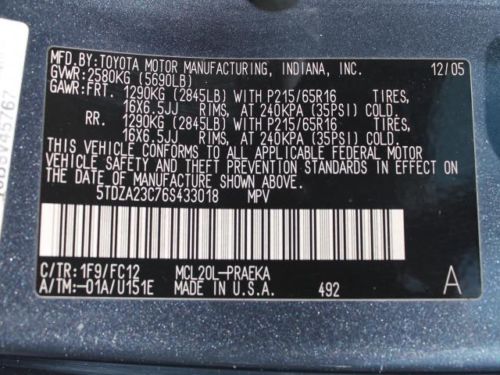 MFD.BY:TOYOTA MOTOR MANUFACTURING, INDIANA, INC. 12/05
GVWR:2580KG (5690LB)
GAWR:FRT. 1290KG (2845LB) WITH P215/65R16 TIRES,
16X6.5JJ RIMS, AT 240KPA (35PSI) COLD.
RR. 1290KG (2845LB) WITH P215/65R16 TIRES,
16X6.5JJ RIMS, AT 240KPA (35PSI) COLD.
THIS VEHICLE CONFORMS TO ALL APPLICABLE FEDERAL MOTOR
VEHICLE SAFETY AND THEFT PREVENTION STANDARDS IN EFFECT ON
THE DATE OF MANUFACTURE SHOWN ABOVE.
5TDZA23C76S433018 MPV
C/TR:1F9/FC12 MCL20L-PRAEKA A
A/TM:-01A/U151E MADE IN U.S.A. 492